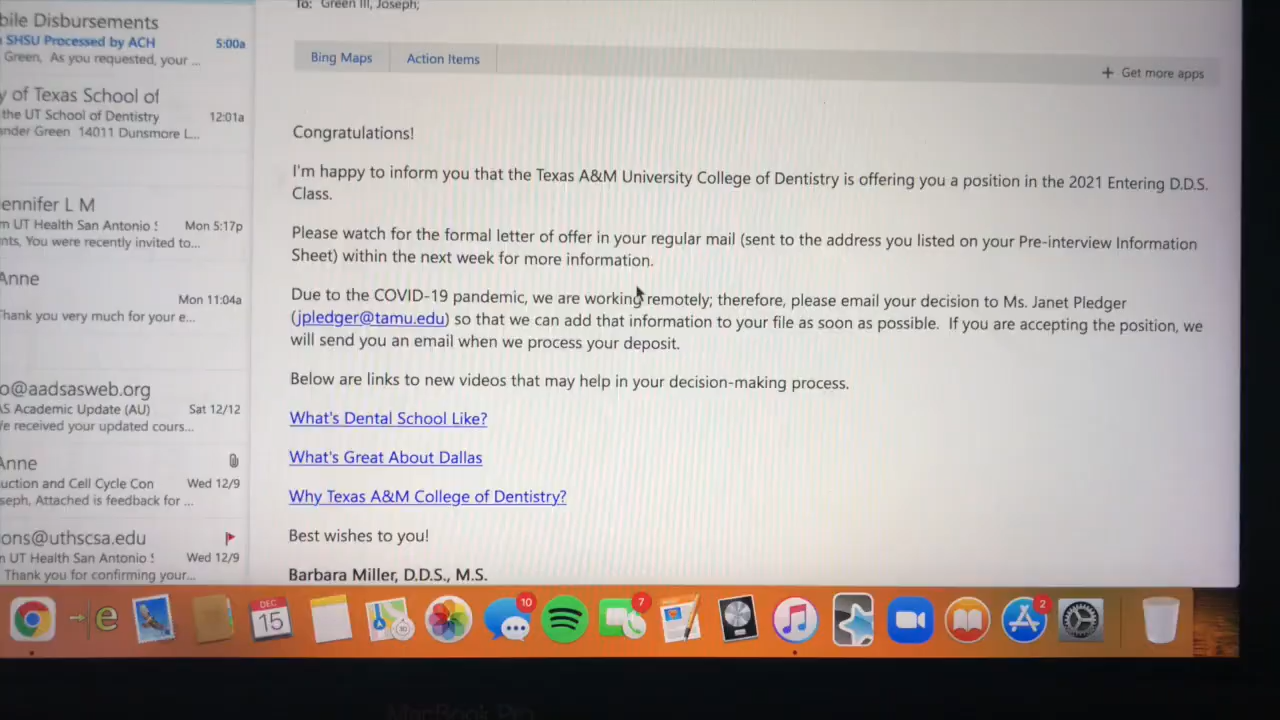 bile Disbursements
SHSU Processed by ACH 5:00a
Green, As you requested, your ...
y of Texas School of
the UT School of Dentistry 12:01a
ander Green 14011 Dunsmore L...
ennifer L M
m UT Health San Antonio S Mon 5:17p
nts, You were recently invited to...
Anne
Mon 11:04a
Thank you very much for your e...
o@aadsasweb.org
AS Academic Update (AU) Sat 12/12
We received your updated cours...
Anne
uction and Cell Cycle Con Wed 12/9
seph, Attached is feedback for ...
ons@uthscsa.edu
m UT Health San Antonio S Wed 12/9
Thank you for confirming your...
To: Green III, Joseph;
Bing Maps Action Items
+ Get more apps
Congratulations!
I'm happy to inform you that the Texas A&M University College of Dentistry is offering you a position in the 2021 Entering D.D.S.
Class.
Please watch for the formal letter of offer in your regular mail (sent to the address you listed on your Pre-interview Information
Sheet) within the next week for more information.
Due to the COVID-19 pandemic, we are working remotely; therefore, please email your decision to Ms. Janet Pledger
(jpledger@tamu.edu) so that we can add that information to your file as soon as possible. If you are accepting the position, we
will send you an email when we process your deposit.
Below are links to new videos that may help in your decision-making process.
What's Dental School Like?
What's Great About Dallas
Why Texas A&M College of Dentistry?
Best wishes to you!
Barbara Miller, D.D.S., M.S.
DEC
15
10
7
2
MacBook Pro